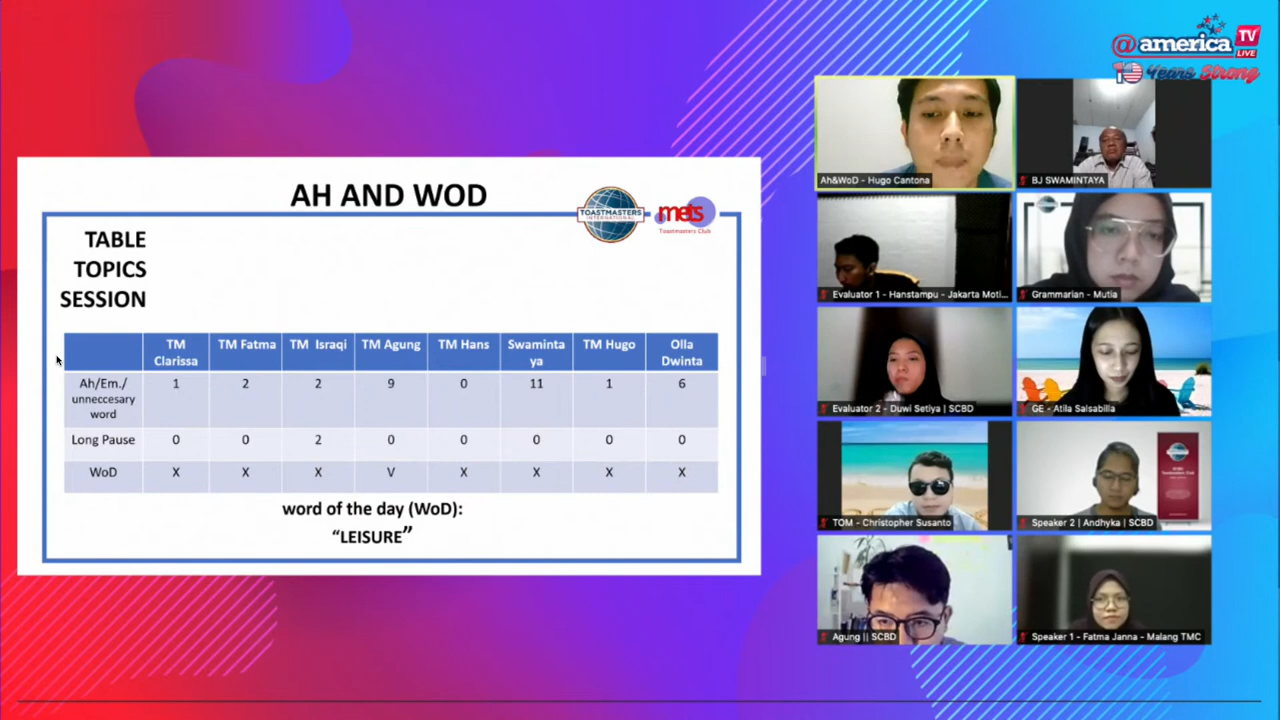 @america TV
LIVE
10 Years Strong
AH AND WOD
TOASTMASTERS
INTERNATIONAL
mets
Toastmasters Club
TABLE
TOPICS
SESSION
TM Clarissa TM Fatma TM Israqi TM Agung TM Hans Swamintaya TM Hugo Olla Dwinta
Ah/Em./ unneccesary word 1 2 2 9 0 11 1 6
Long Pause 0 0 2 0 0 0 0 0
WoD X X X V X X X X
word of the day (WoD):
“LEISURE”
Ah&WoD - Hugo Cantona
BJ SWAMINTAYA
Evaluator 1 - Hanstampu - Jakarta Moti...
Grammarian - Mutia
Evaluator 2 - Duwi Setiya | SCBD
GE - Atila Salsabilla
TOM - Christopher Susanto
Speaker 2 | Andhyka | SCBD
Agung || SCBD
Speaker 1 - Fatma Janna - Malang TMC